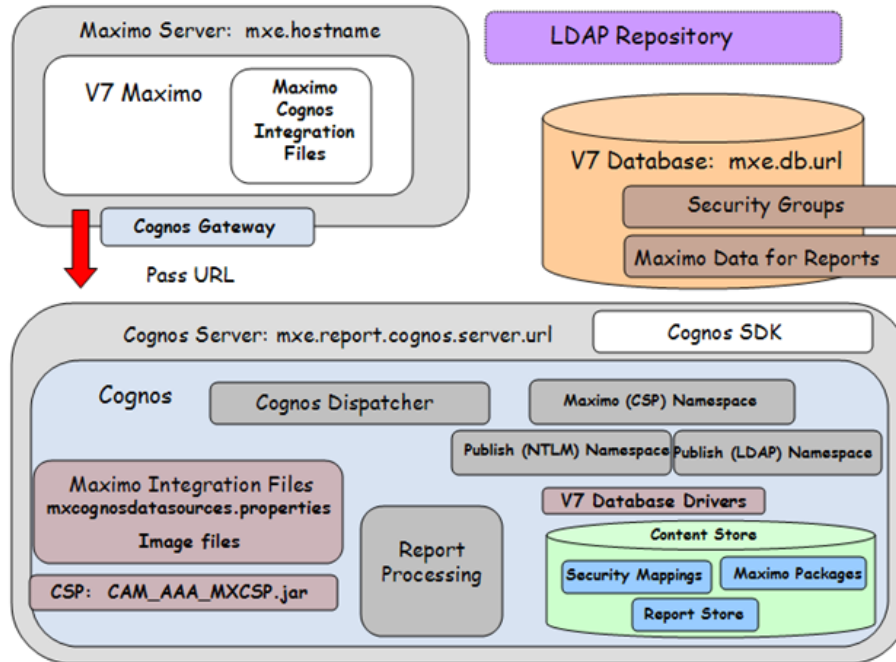 Maximo Server: mxe.hostname
LDAP Repository
V7 Maximo
Maximo
Cognos
Integration
Files
V7 Database: mxe.db.url
Security Groups
Maximo Data for Reports
Cognos Gateway
Pass URL
Cognos Server: mxe.report.cognos.server.url
Cognos SDK
Cognos
Cognos Dispatcher
Maximo (CSP) Namespace
Publish (NTLM) Namespace
Publish (LDAP) Namespace
Maximo Integration Files
mxcognosdatasources.properties
Image files
V7 Database Drivers
Content Store
Report
Processing
Security Mappings
Maximo Packages
Report Store
CSP: CAM_AAA_MXCSP.jar